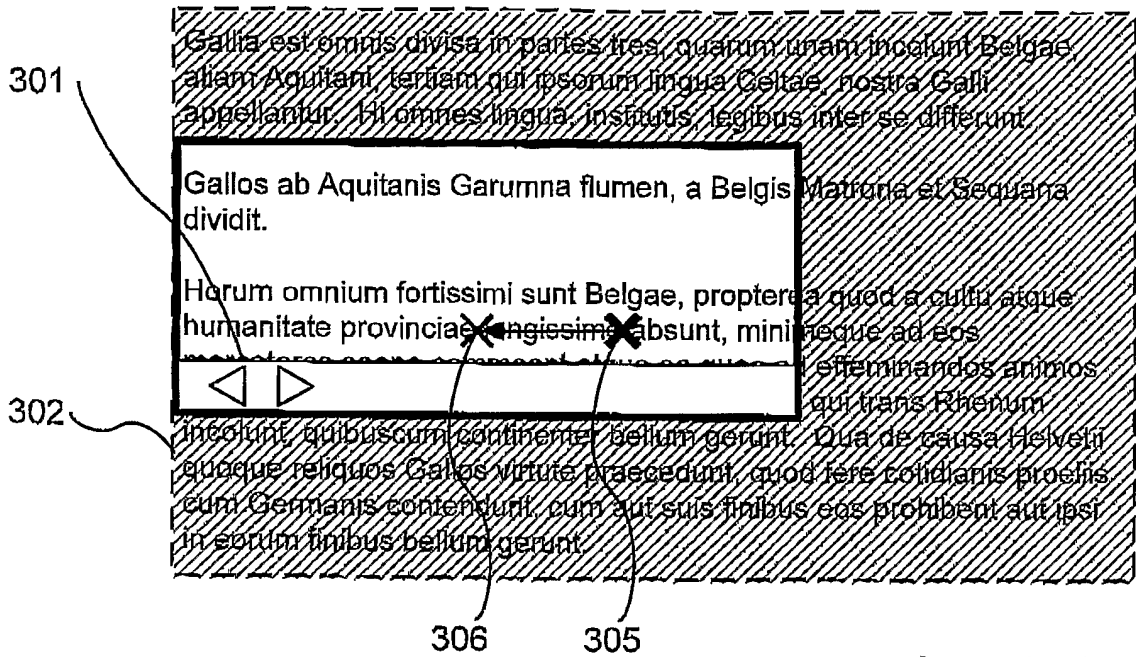 Gallia est omnis divisa in partes tres, quarum unam incolunt Belgae,
aliam Aquitani, tertiam qui ipsorum lingua Celtae, nostra Galli
301
appellantur. Hi omnes lingua, institutis, legibus inter se differunt.
Gallos ab Aquitanis Garumna flumen, a Belgis Matrona et Sequana
dividit.
Horum omnium fortissimi sunt Belgae, propterea quod a cultu atque
humanitate provinciae absunt, minimeque ad eos
effeminandos animos
302
qui trans Rhenum
incolunt, quibuscum continenter bellum gerunt. Qua de causa Helvetii
quoque reliquos Gallos virtute praecedunt, quod fere cotidianis proeliis
cum Germanis contendunt, cum aut suis finibus eos prohibent aut ipsi
in eorum finibus bellum gerunt.
306 305